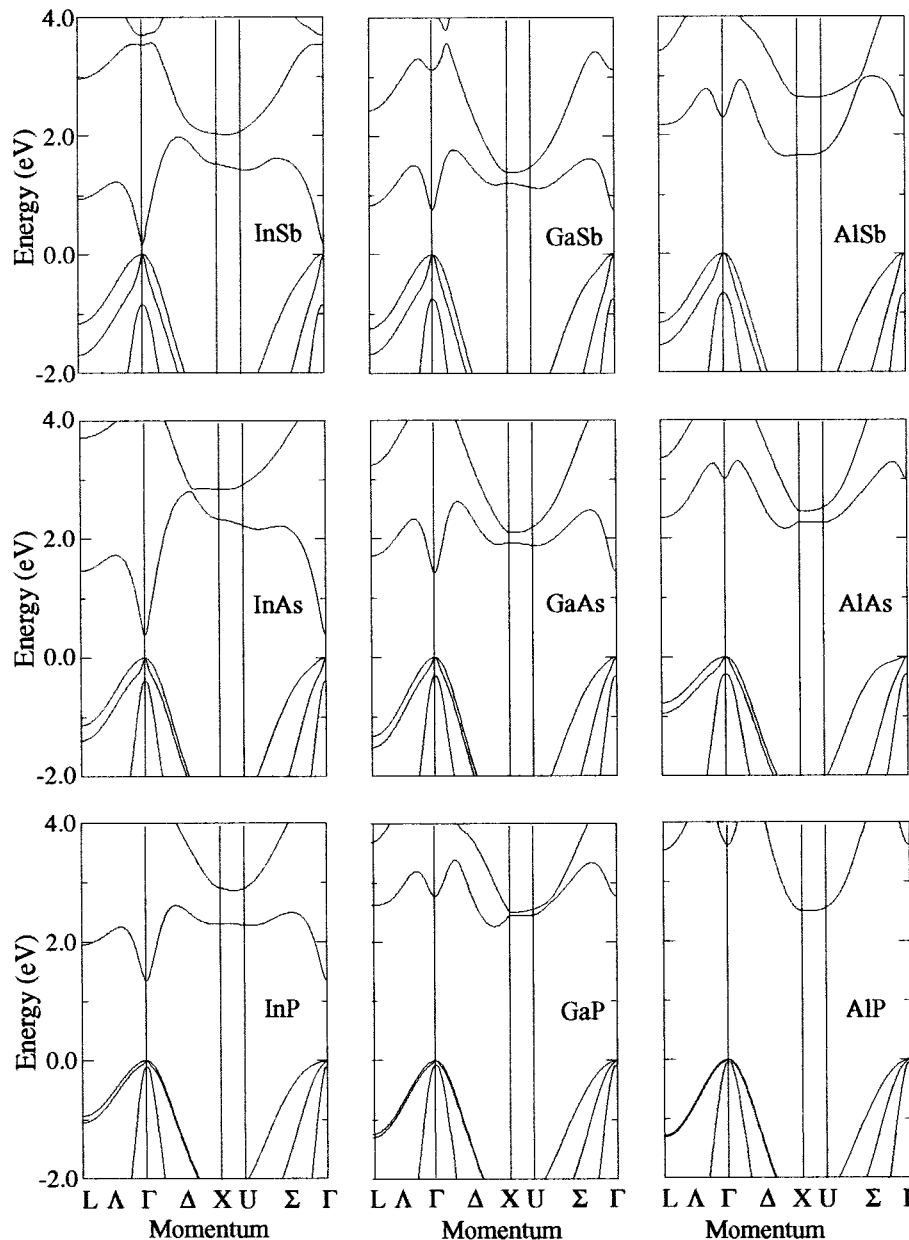 4.0
2.0
0.0
-2.0
Energy (eV)
InSb
GaSb
AlSb
4.0
2.0
0.0
-2.0
Energy (eV)
InAs
GaAs
AlAs
4.0
2.0
0.0
-2.0
Energy (eV)
InP
GaP
AlP
L Λ Γ Δ X U Σ Γ
L Λ Γ Δ X U Σ Γ
L Λ Γ Δ X U Σ
Momentum
Momentum
Momentum